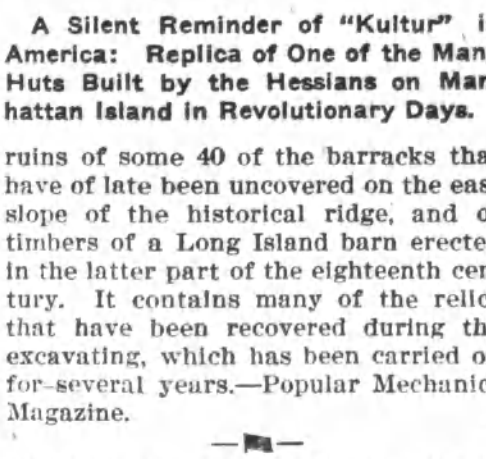 A Silent Reminder of "Kultur" i
America: Replica of One of the Man
Huts Built by the Hessians on Mar
hattan Island in Revolutionary Days.
ruins of some 40 of the barracks tha
have of late been uncovered on the eas
slope of the historical ridge, and o
timbers of a Long Island barn erecte
in the latter part of the eighteenth cer
tury. It contains many of the relic
that have been recovered during th
excavating, which has been carried o
for several years.—Popular Mechanic
Magazine.